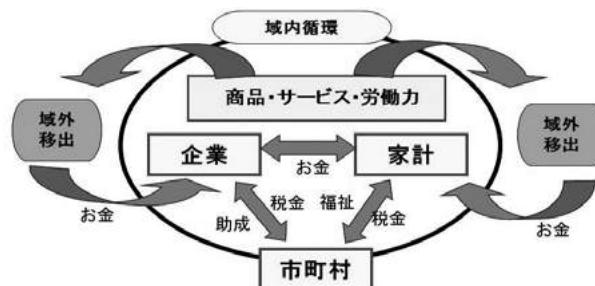 域内循環
商品・サービス・労働力
域外
移出
域外
移出
企業
家計
お金
お金
税金
福祉
助成
税金
お金
市町村